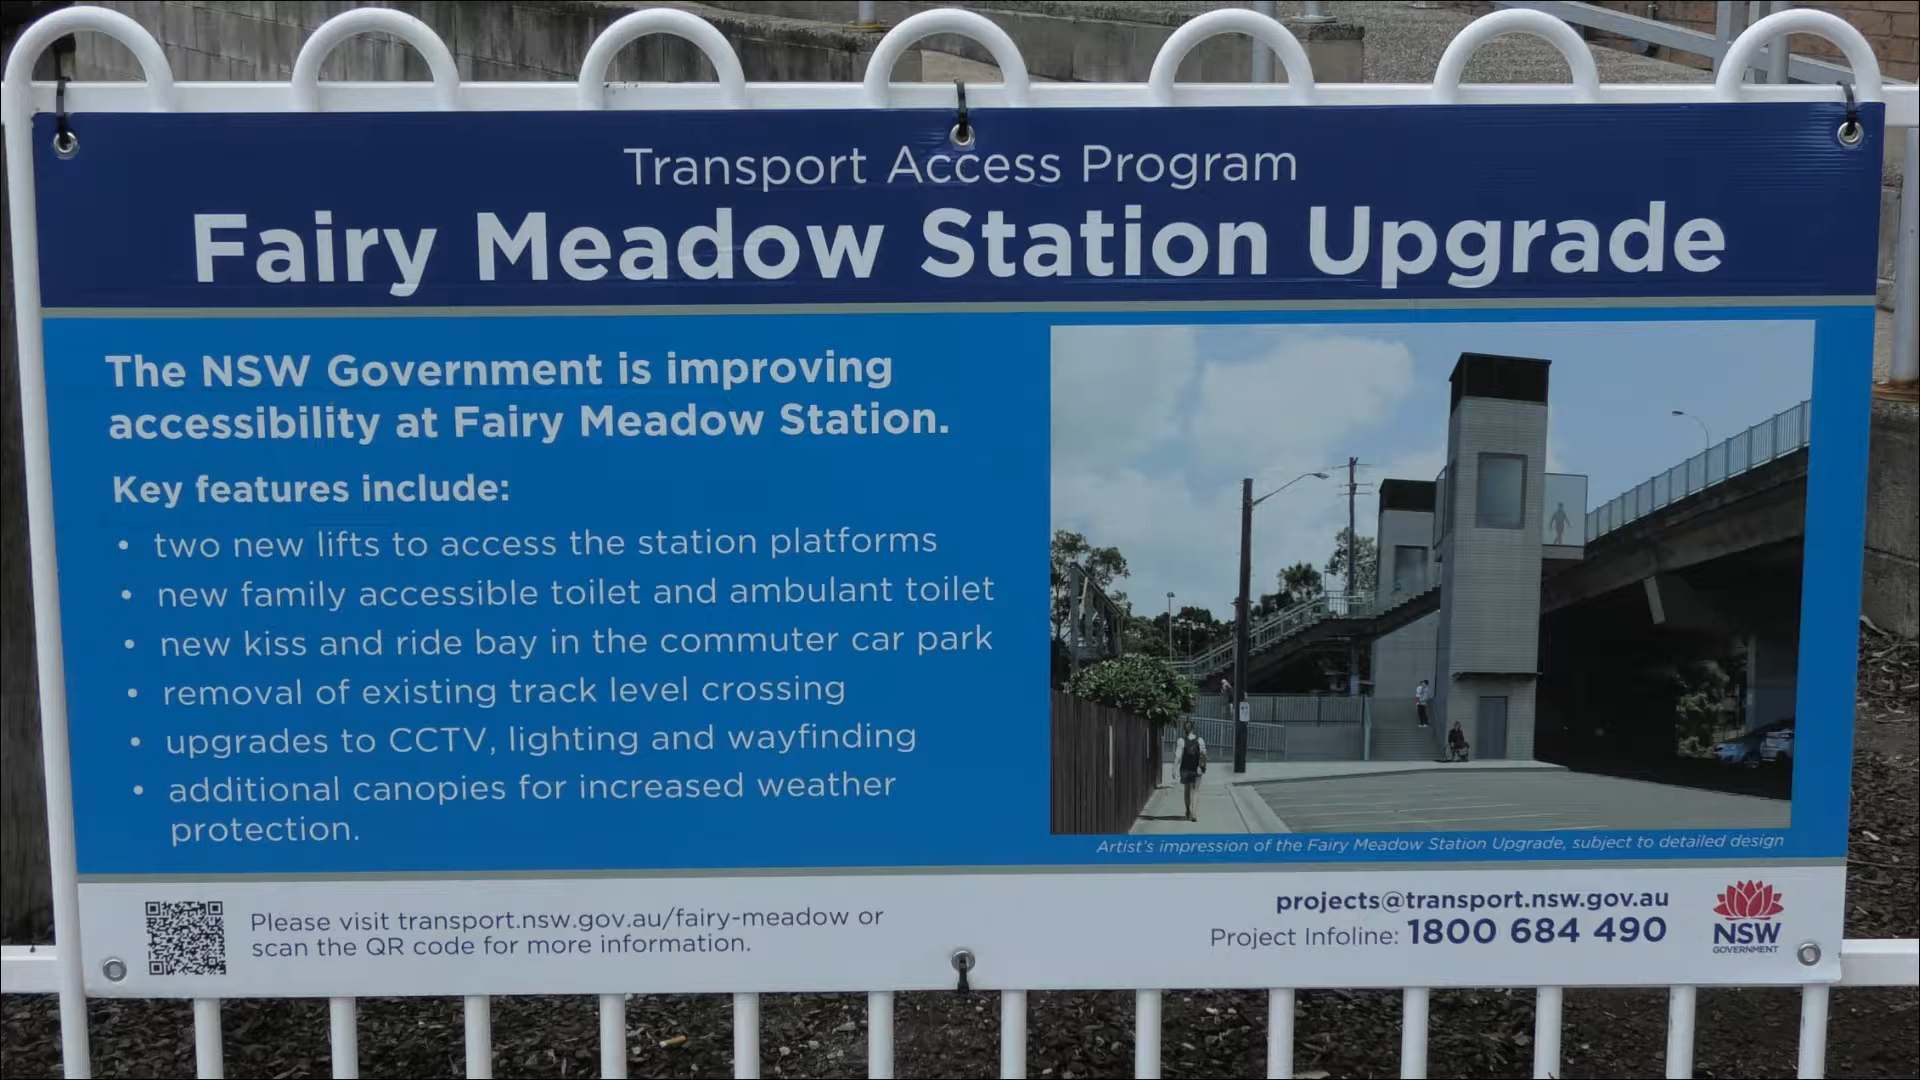 Transport Access Program
Fairy Meadow Station Upgrade
The NSW Government is improving
accessibility at Fairy Meadow Station.
Key features include:
• two new lifts to access the station platforms
• new family accessible toilet and ambulant toilet
• new kiss and ride bay in the commuter car park
• removal of existing track level crossing
• upgrades to CCTV, lighting and wayfinding
• additional canopies for increased weather
protection.
Artist's impression of the Fairy Meadow Station Upgrade, subject to detailed design
Please visit transport.nsw.gov.au/fairy-meadow or
scan the QR code for more information.
projects@transport.nsw.gov.au
Project Infoline: 1800 684 490
NSW
GOVERNMENT